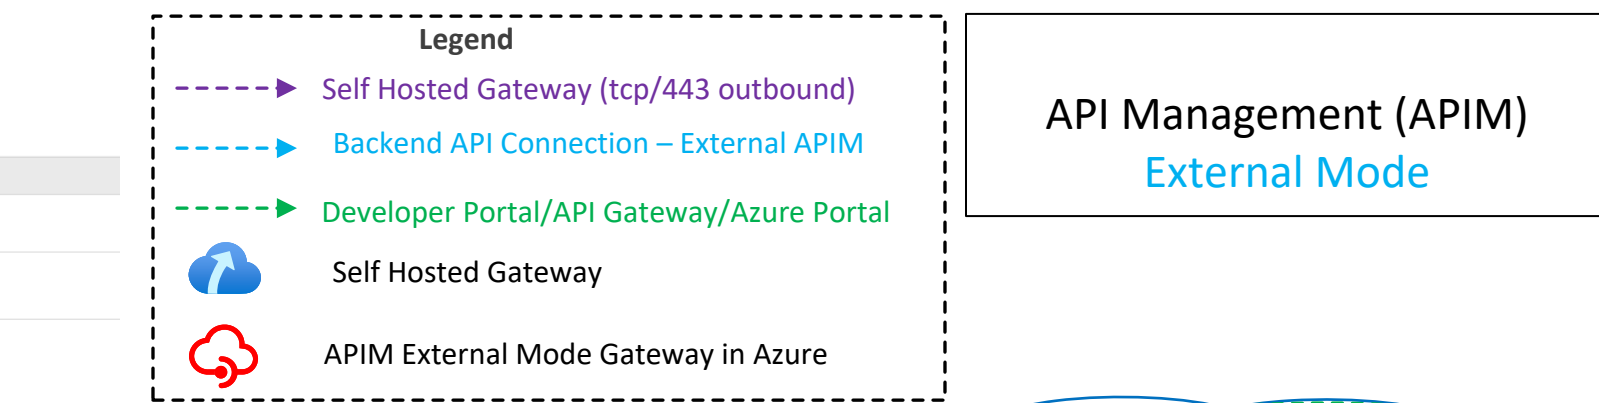 Legend
Self Hosted Gateway (tcp/443 outbound)
Backend API Connection – External APIM
Developer Portal/API Gateway/Azure Portal
Self Hosted Gateway
APIM External Mode Gateway in Azure
API Management (APIM)
External Mode